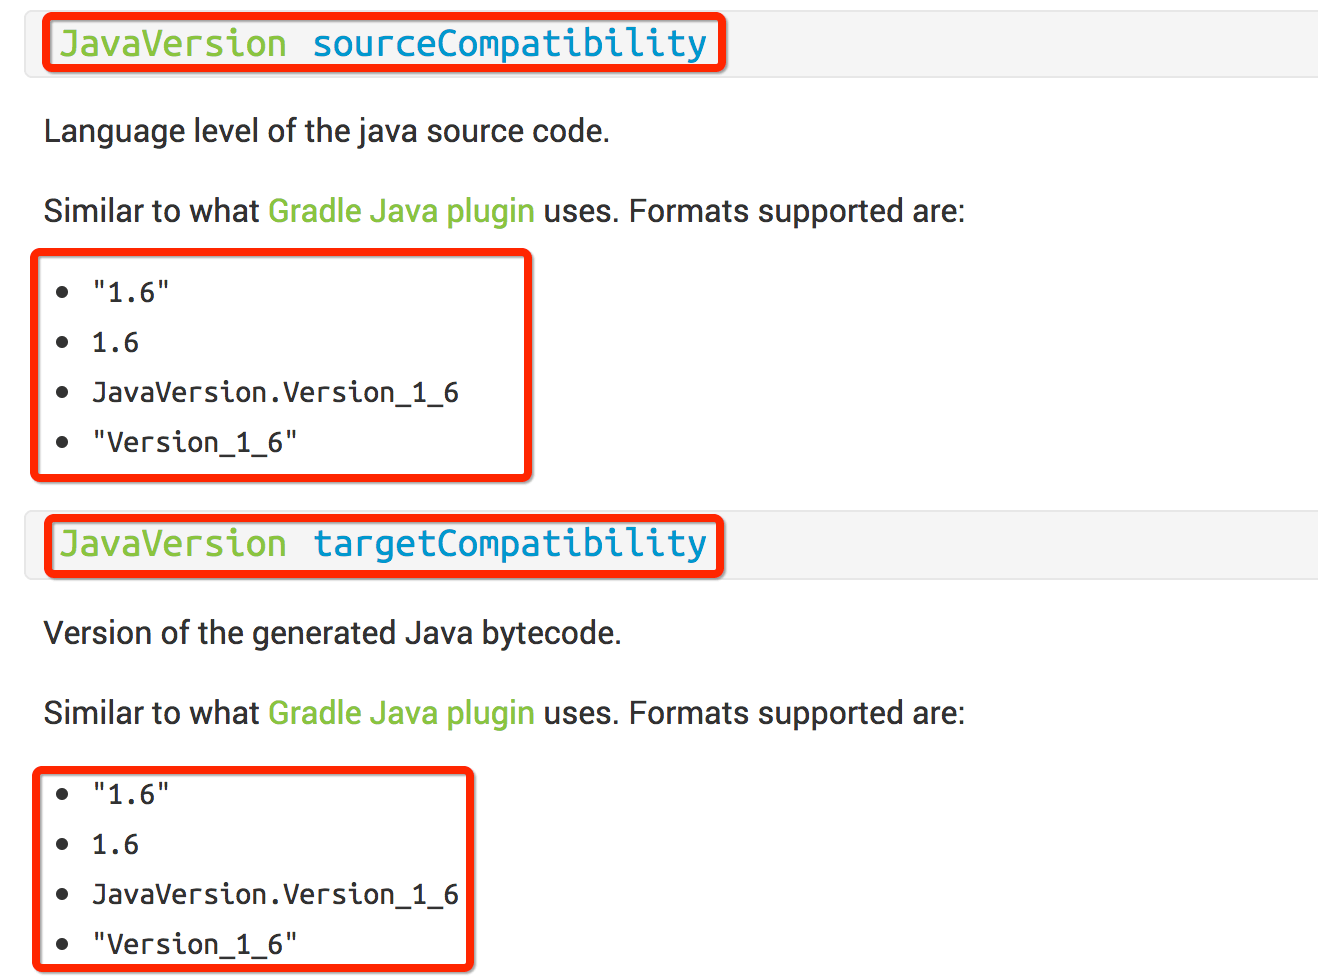 JavaVersion sourceCompatibility
Language level of the java source code.
Similar to what Gradle Java plugin uses. Formats supported are:
• "1.6"
• 1.6
• JavaVersion.Version_1_6
• "Version_1_6"
JavaVersion targetCompatibility
Version of the generated Java bytecode.
Similar to what Gradle Java plugin uses. Formats supported are:
• "1.6"
• 1.6
• JavaVersion.Version_1_6
• "Version_1_6"